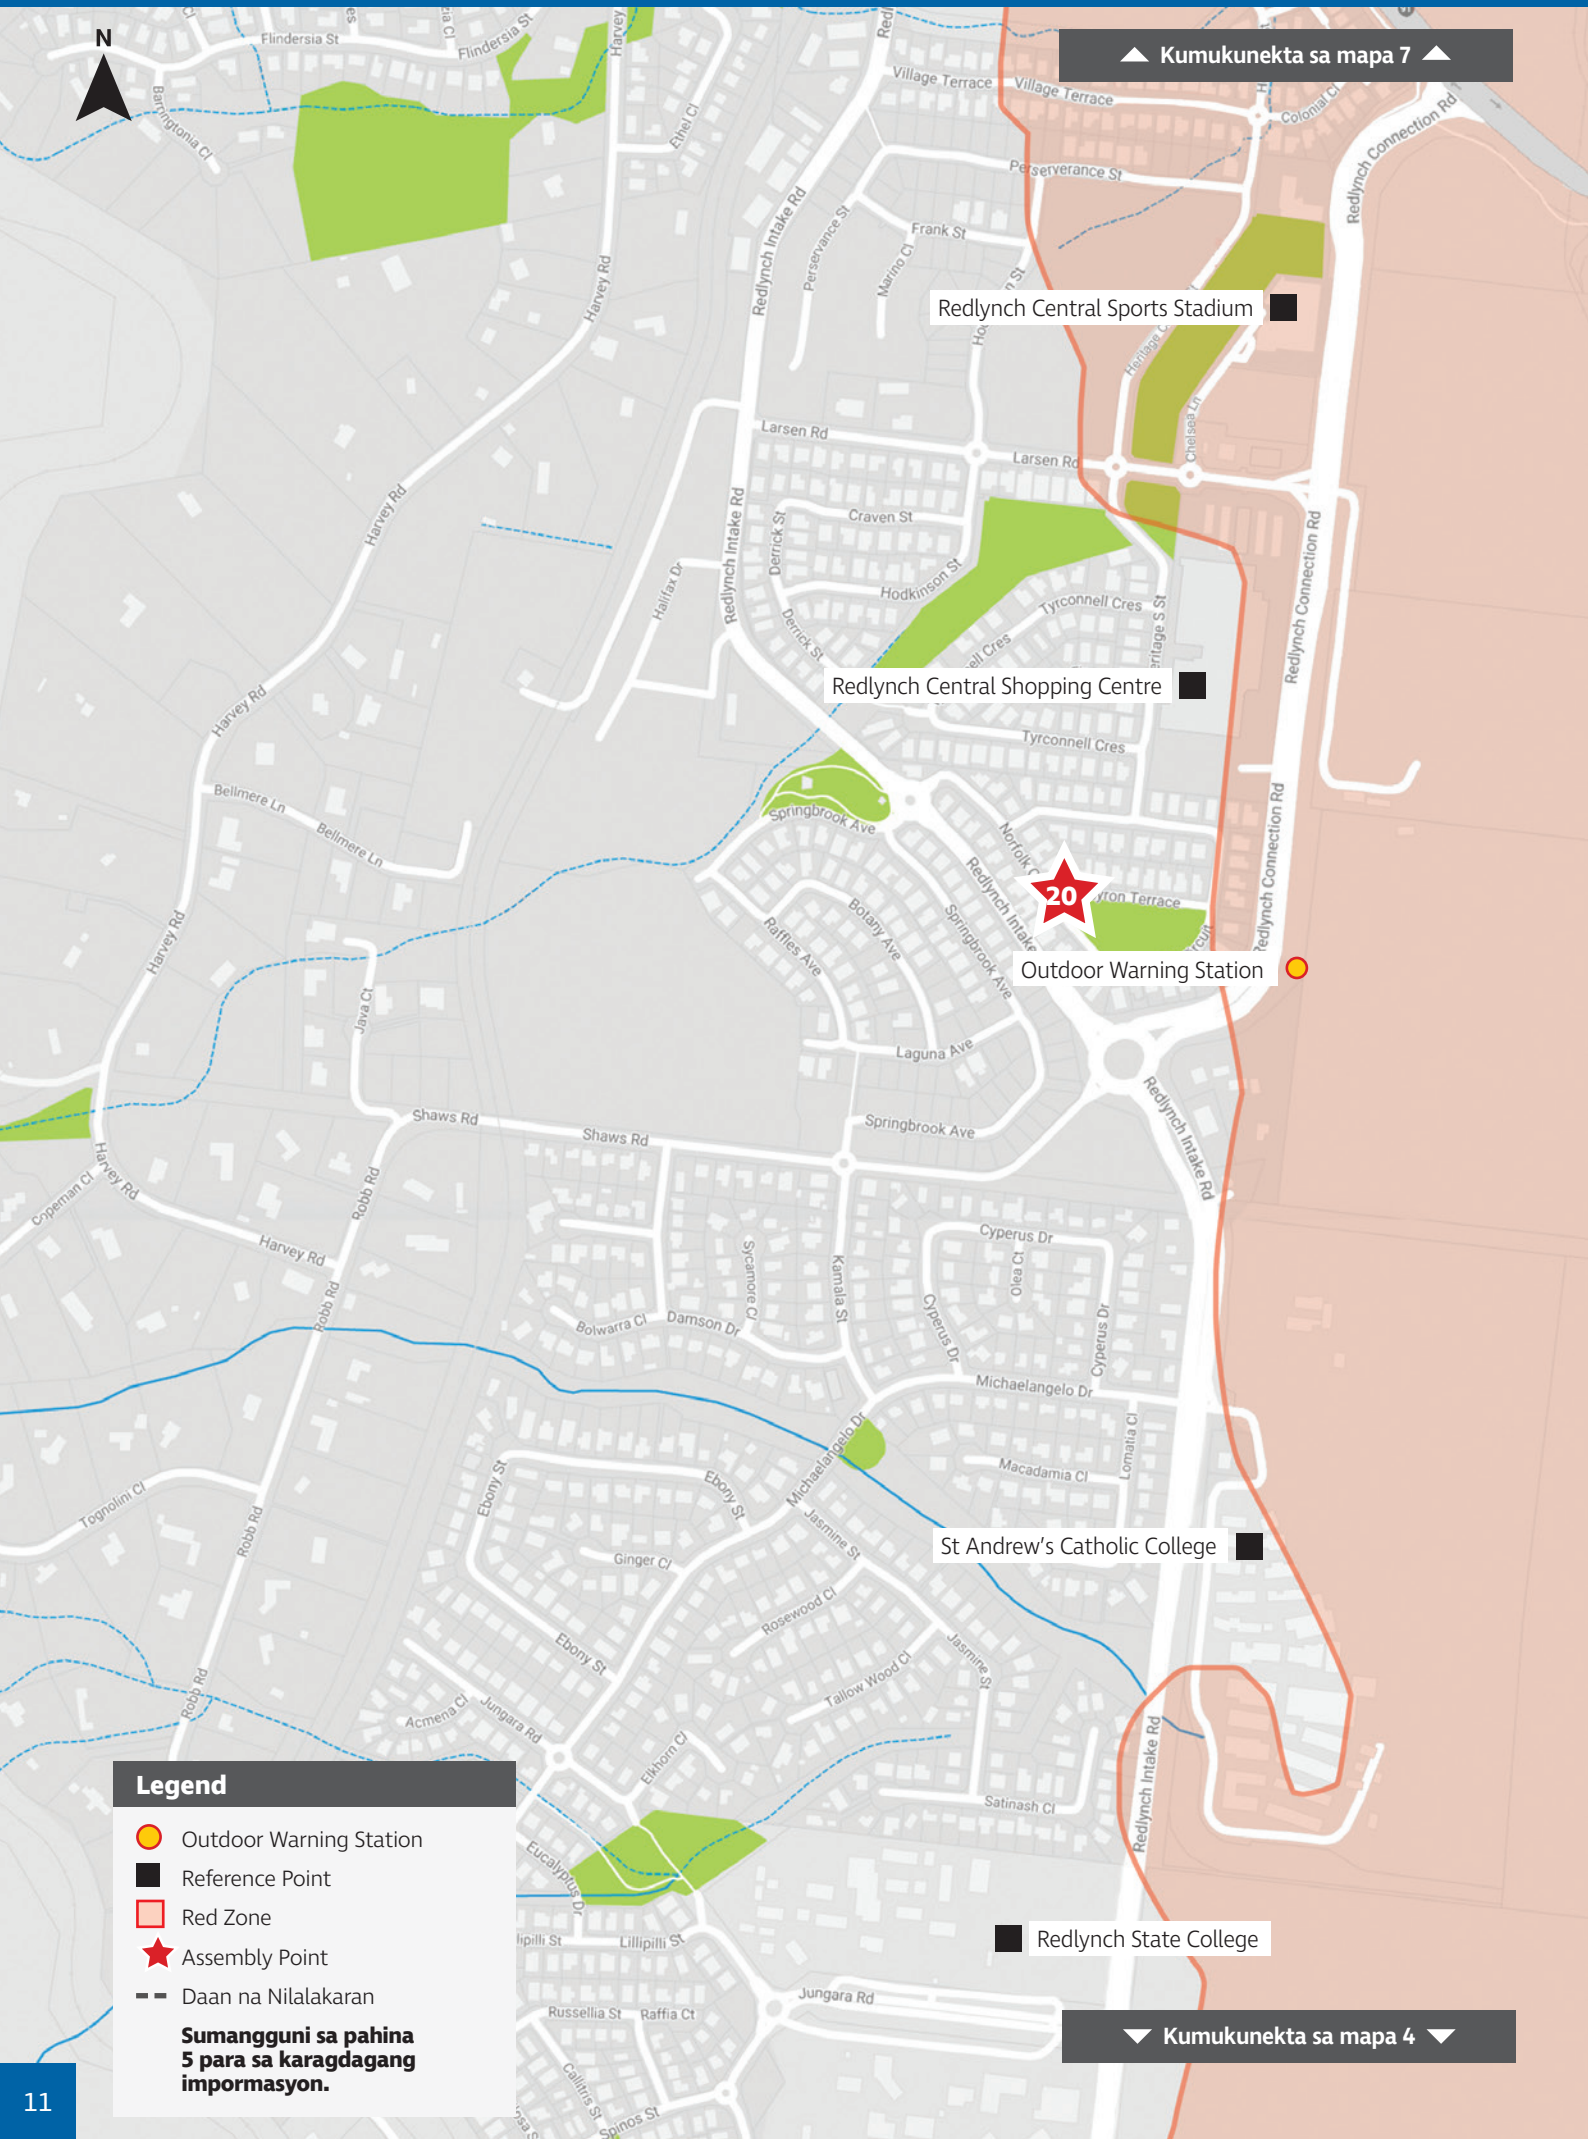 Flindersia St
Flindersia St
Harvey
N
Barringtonia Cl
Ethel Cl
Village Terrace
Village Terrace
Kumukunekta sa mapa 7
Colonial Cl
Redlynch Connection Rd
Perserverance St
Redlynch Intake Rd
Perservance St
Frank St
Marino Cl
Harvey Rd
Redlynch Central Sports Stadium
Chelsea Ln
Larsen Rd
Larsen Rd
Harvey Rd
Redlynch Intake Rd
Derrick St
Craven St
Halifax Dr
Hodkinson St
Derrick St
Tyrconnell Cres
Redlynch Connection Rd
Redlynch Central Shopping Centre
Harvey Rd
Tyrconnell Cres
Bellmere Ln
Bellmere Ln
Springbrook Ave
Redlynch Connection Rd
20
Redlynch Intake
Harvey Rd
Raffles Ave
Botany Ave
Springbrook Ave
Outdoor Warning Station
Java Ct
Laguna Ave
Redlynch Intake Rd
Shaws Rd
Shaws Rd
Springbrook Ave
Harvey Rd
Copeman Cl
Robb Rd
Harvey Rd
Robb Rd
Sycamore Cl
Kamala St
Cyperus Dr
Olea Ct
Cyperus Dr
Cyperus Dr
Bolwarra Cl
Damson Dr
Michaelangelo Dr
Michaelangelo Dr
Lomatia Cl
Macadamia Cl
Ebony St
Ebony St
Tognolini Cl
Robb Rd
Jasmine St
St Andrew's Catholic College
Ginger Cl
Rosewood Cl
Ebony St
Jasmine St
Tallow Wood Cl
Robb Rd
Acmena Cl
Jungara Rd
Elkhorn Cl
Redlynch Intake Rd
Satinash Cl
Eucalyptus Dr
Legend
Outdoor Warning Station
Reference Point
Red Zone
Assembly Point
Daan na Nilalakaran
Sumangguni sa pahina
5 para sa karagdagang
impormasyon.
Lillipilli St
Redlynch State College
Jungara Rd
Russellia St
Raffia Ct
Kumukunekta sa mapa 4
Callitris St
Spinos St
11